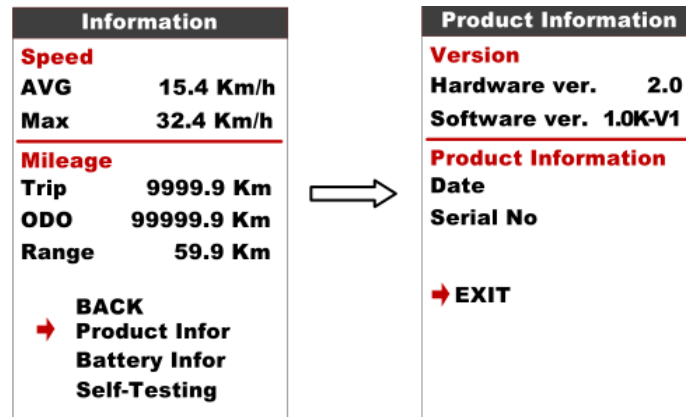 Information
Speed
AVG 15.4 Km/h
Max 32.4 Km/h
Mileage
Trip 9999.9 Km
ODO 99999.9 Km
Range 59.9 Km
BACK
Product Infor
Battery Infor
Self-Testing
Product Information
Version
Hardware ver. 2.0
Software ver. 1.0K-V1
Product Information
Date
Serial No
EXIT